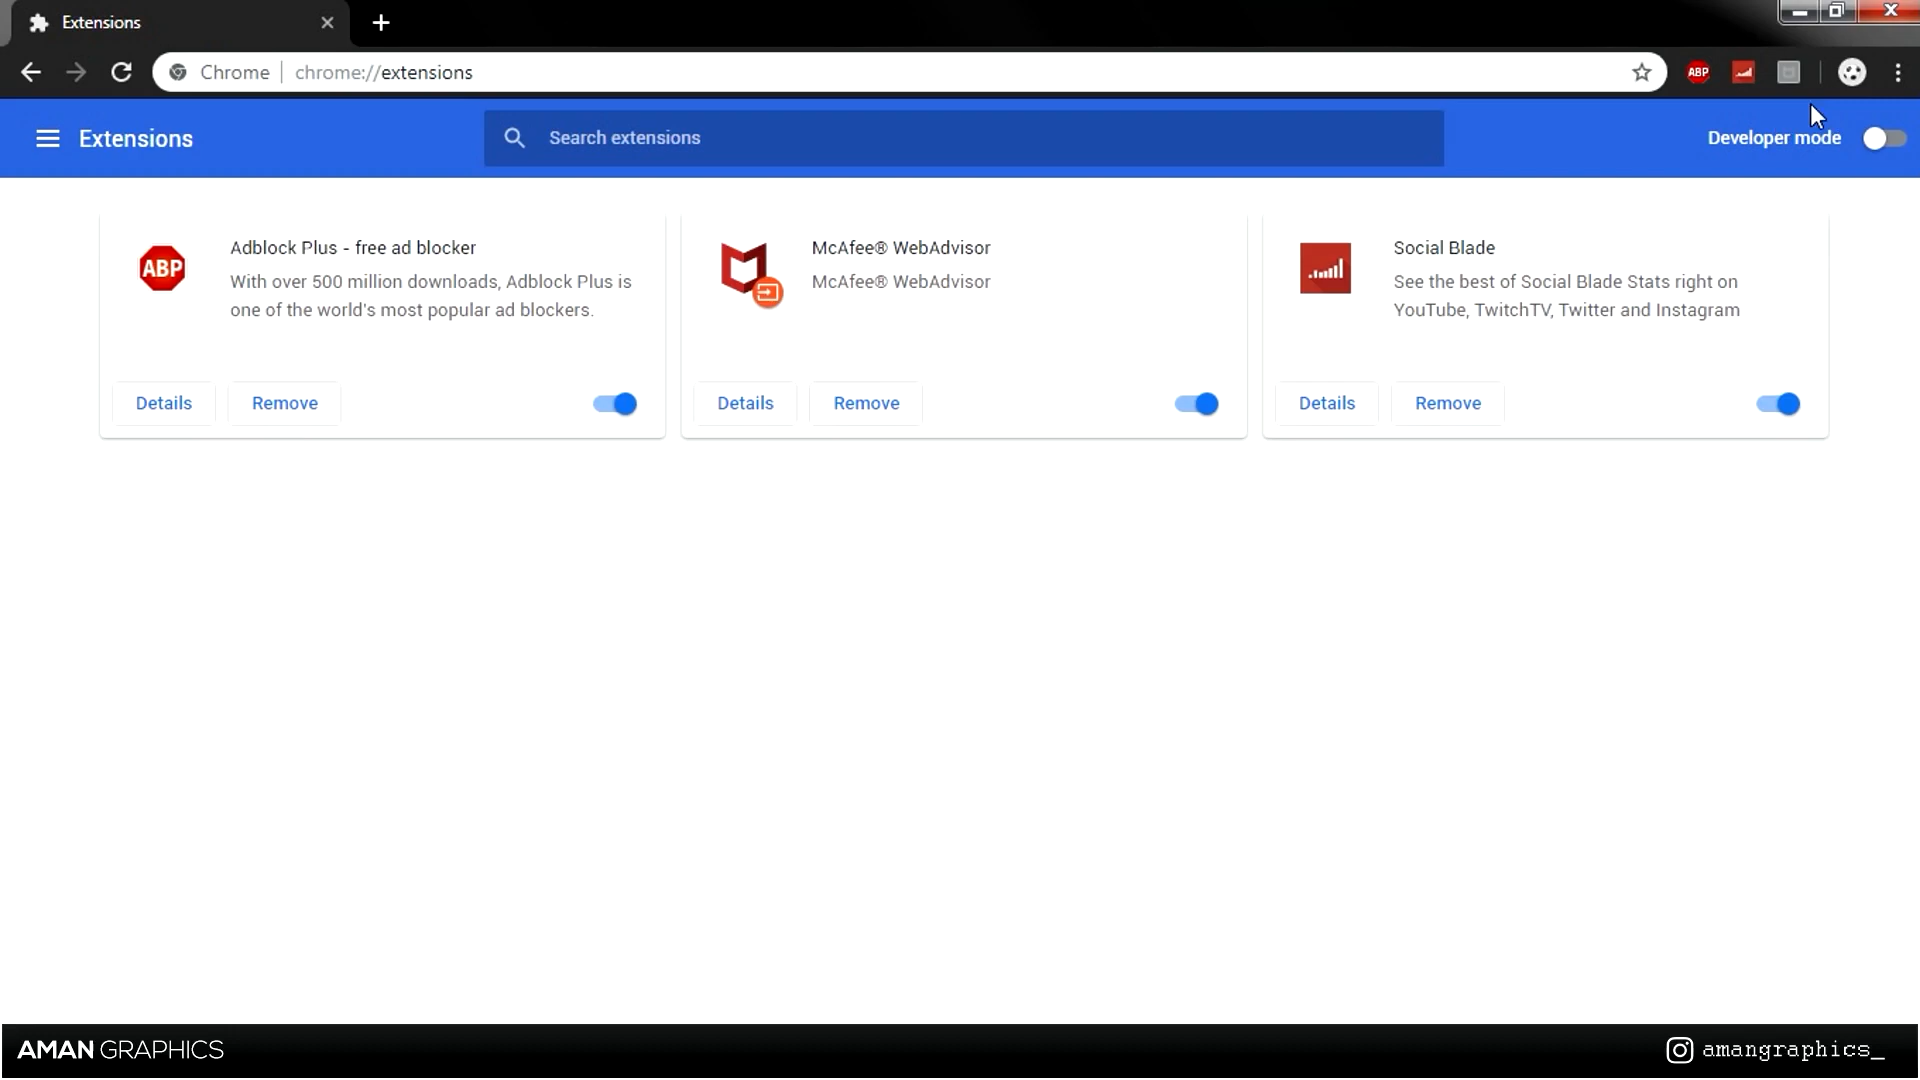 Extensions
Chrome
chrome://extensions
ABP
Extensions
Search extensions
Developer mode
ABP
Adblock Plus - free ad blocker
With over 500 million downloads, Adblock Plus is
one of the world's most popular ad blockers.
Details
Remove
McAfee® WebAdvisor
McAfee® WebAdvisor
Details
Remove
Social Blade
See the best of Social Blade Stats right on
YouTube, TwitchTV, Twitter and Instagram
Details
Remove
AMAN GRAPHICS
amangraphics_